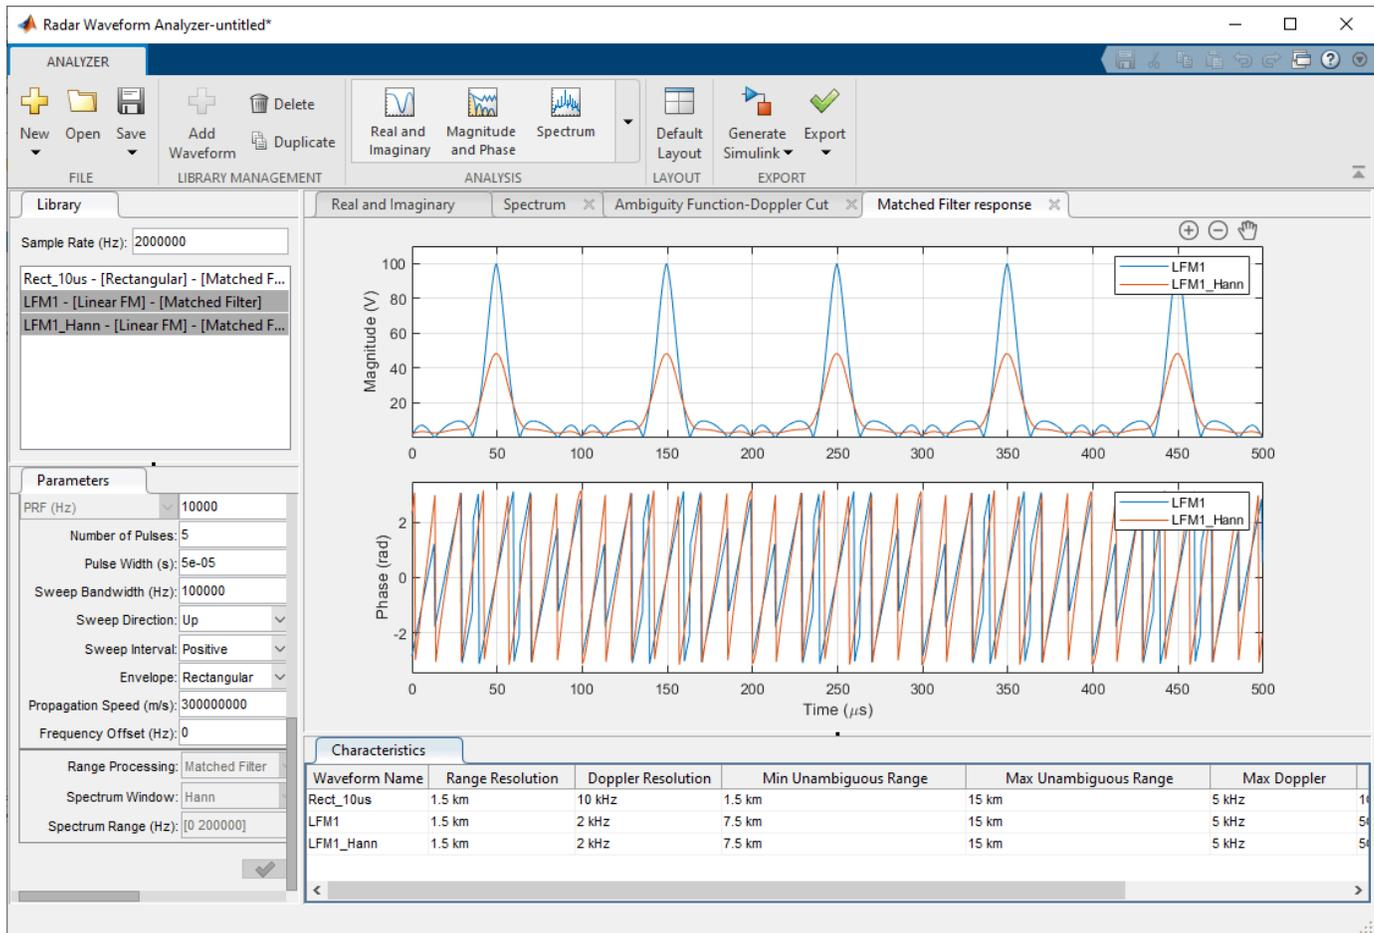 Radar Waveform Analyzer-untitled*
ANALYZER
New
Open
Save
FILE
Add
Waveform
Delete
Duplicate
LIBRARY MANAGEMENT
Real and
Imaginary
Magnitude
and Phase
Spectrum
ANALYSIS
Default
Layout
LAYOUT
Generate
Simulink
Export
EXPORT
Library
Sample Rate (Hz): 2000000
Rect_10us - [Rectangular] - [Matched F...
LFM1 - [Linear FM] - [Matched Filter]
LFM1_Hann - [Linear FM] - [Matched F...
Parameters
PRF (Hz) 10000
Number of Pulses: 5
Pulse Width (s): 5e-05
Sweep Bandwidth (Hz): 100000
Sweep Direction: Up
Sweep Interval: Positive
Envelope: Rectangular
Propagation Speed (m/s): 300000000
Frequency Offset (Hz): 0
Range Processing: Matched Filter
Spectrum Window: Hann
Spectrum Range (Hz): [0 200000]
Real and Imaginary Spectrum Ambiguity Function-Doppler Cut Matched Filter response
Magnitude (V)
100
80
60
40
20
LFM1
LFM1_Hann
0 50 100 150 200 250 300 350 400 450 500
Phase (rad)
2
0
-2
LFM1
LFM1_Hann
0 50 100 150 200 250 300 350 400 450 500
Time (μs)
Characteristics
Waveform Name Range Resolution Doppler Resolution Min Unambiguous Range Max Unambiguous Range Max Doppler
Rect_10us 1.5 km 10 kHz 1.5 km 15 km 5 kHz
LFM1 1.5 km 2 kHz 7.5 km 15 km 5 kHz
LFM1_Hann 1.5 km 2 kHz 7.5 km 15 km 5 kHz